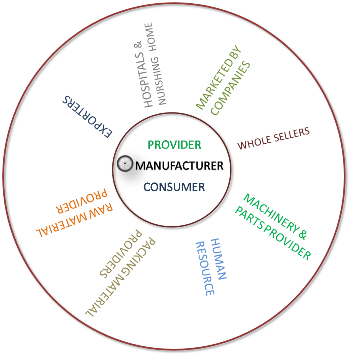 HOSPITALS &
NURSHING HOME
MARKETED BY
COMPANIES
WHOLE SELLERS
MACHINERY &
PARTS PROVIDER
HUMAN
RESOURCE
PACKING MATERIAL
PROVIDERS
RAW MATERIAL
PROVIDER
EXPORTERS
PROVIDER
MANUFACTURER
CONSUMER